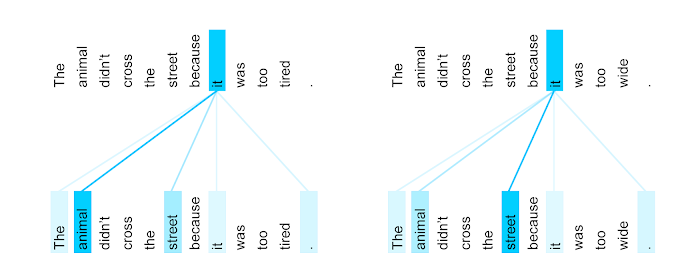 The animal didn't cross the street because it was too tired .
The animal didn't cross the street because it was too wide .
The animal didn't cross the street because it was too tired .
The animal didn't cross the street because it was too wide .